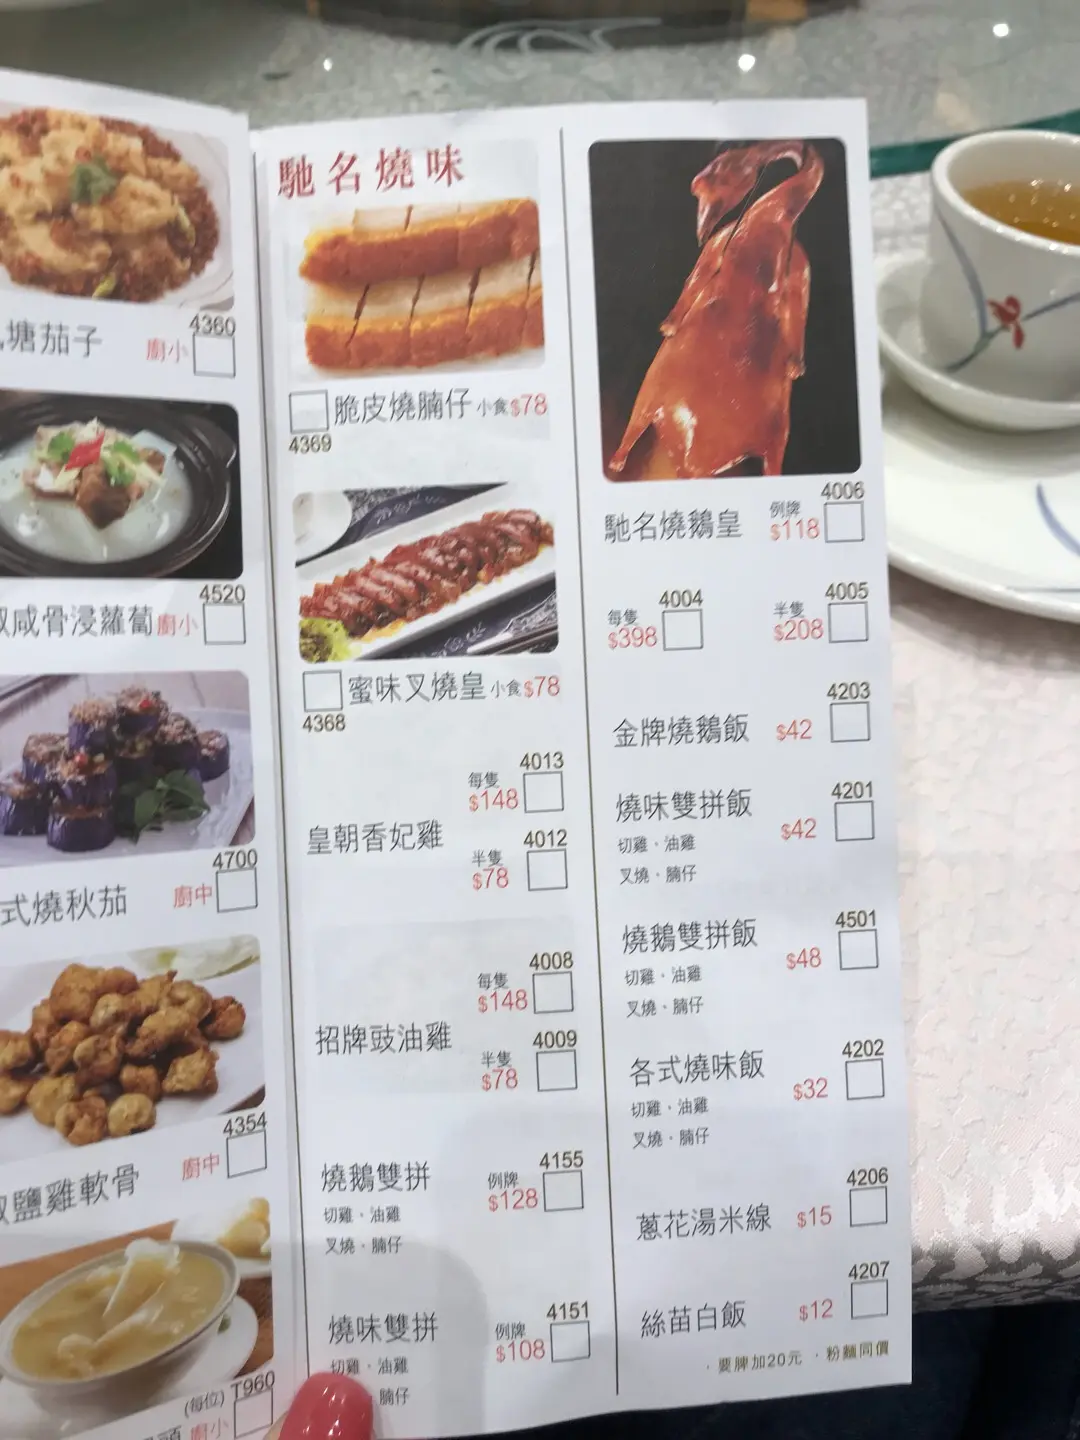 4360
塘茄子 廚小
4520
咸骨浸蘿蔔 廚小
4700
式燒秋茄 廚中
4354
鹽雞軟骨 廚中
(每位) T960
廚小
馳名燒味
脆皮燒腩仔 小食$78
4369
蜜味叉燒皇 小食$78
4368
4013
每隻
$148
皇朝香妃雞
4012
半隻
$78
4008
每隻
$148
招牌豉油雞
4009
半隻
$78
4155
燒鵝雙拼 例牌
$128
切雞・油雞
叉燒・腩仔
4151
燒味雙拼 例牌
$108
切雞・油雞
腩仔
4006
馳名燒鵝皇 例牌
$118
4004
每隻
$398
4005
半隻
$208
4203
金牌燒鵝飯 $42
4201
燒味雙拼飯 $42
切雞・油雞
叉燒・腩仔
4501
燒鵝雙拼飯 $48
切雞・油雞
叉燒・腩仔
4202
各式燒味飯 $32
切雞・油雞
叉燒・腩仔
4206
蔥花湯米線 $15
4207
絲苗白飯 $12
・要髀加20元 ・粉麵同價